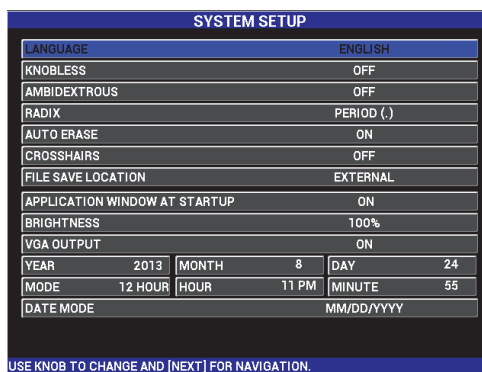 SYSTEM SETUP
LANGUAGE ENGLISH
KNOBLESS OFF
AMBIDEXTROUS OFF
RADIX PERIOD (.)
AUTO ERASE ON
CROSSHAIRS OFF
FILE SAVE LOCATION EXTERNAL
APPLICATION WINDOW AT STARTUP ON
BRIGHTNESS 100%
VGA OUTPUT ON
YEAR 2013 MONTH 8 DAY 24
MODE 12 HOUR HOUR 11 PM MINUTE 55
DATE MODE MM/DD/YYYY
USE KNOB TO CHANGE AND [NEXT] FOR NAVIGATION.